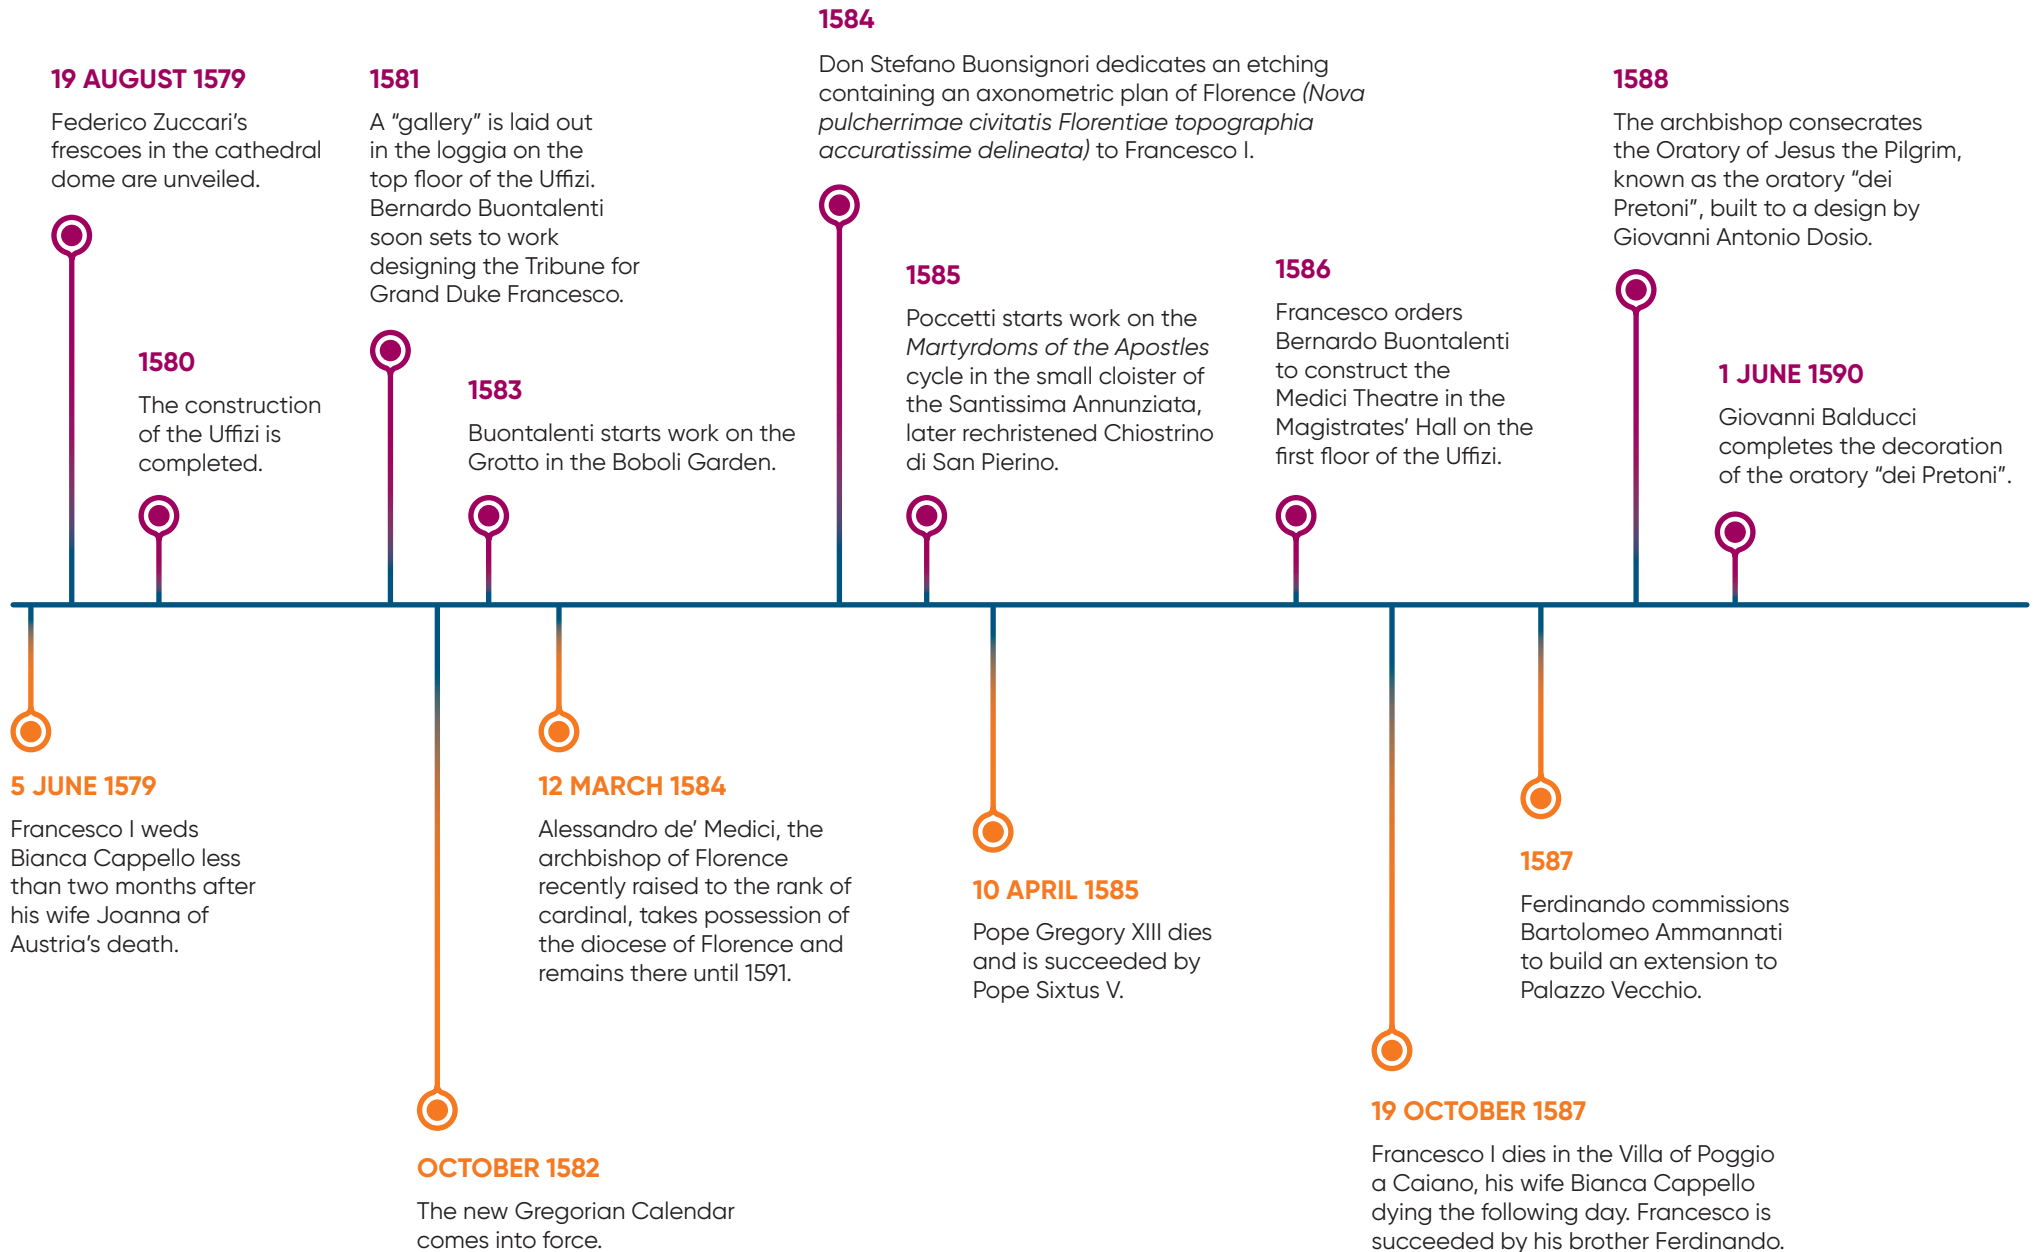 19 AUGUST 1579
Federico Zuccari’s
frescoes in the cathedral
dome are unveiled.
1580
The construction
of the Uffizi is
completed.
1581
A “gallery” is laid out
in the loggia on the
top floor of the Uffizi.
Bernardo Buontalenti
soon sets to work
designing the Tribune for
Grand Duke Francesco.
1583
Buontalenti starts work on the
Grotto in the Boboli Garden.
1584
Don Stefano Buonsignori dedicates an etching
containing an axonometric plan of Florence (Nova
pulcherrimae civitatis Florentiae topographia
accuratissime delineata) to Francesco I.
1585
Poccetti starts work on the
Martyrdoms of the Apostles
cycle in the small cloister of
the Santissima Annunziata,
later rechristened Chiostrino
di San Pierino.
1586
Francesco orders
Bernardo Buontalenti
to construct the
Medici Theatre in the
Magistrates’ Hall on the
first floor of the Uffizi.
1588
The archbishop consecrates
the Oratory of Jesus the Pilgrim,
known as the oratory “dei
Pretoni”, built to a design by
Giovanni Antonio Dosio.
1 JUNE 1590
Giovanni Balducci
completes the decoration
of the oratory “dei Pretoni”.
5 JUNE 1579
Francesco I weds
Bianca Cappello less
than two months after
his wife Joanna of
Austria’s death.
OCTOBER 1582
The new Gregorian Calendar
comes into force.
12 MARCH 1584
Alessandro de’ Medici, the
archbishop of Florence
recently raised to the rank of
cardinal, takes possession of
the diocese of Florence and
remains there until 1591.
10 APRIL 1585
Pope Gregory XIII dies
and is succeeded by
Pope Sixtus V.
19 OCTOBER 1587
Francesco I dies in the Villa of Poggio
a Caiano, his wife Bianca Cappello
dying the following day. Francesco is
succeeded by his brother Ferdinando.
1587
Ferdinando commissions
Bartolomeo Ammannati
to build an extension to
Palazzo Vecchio.